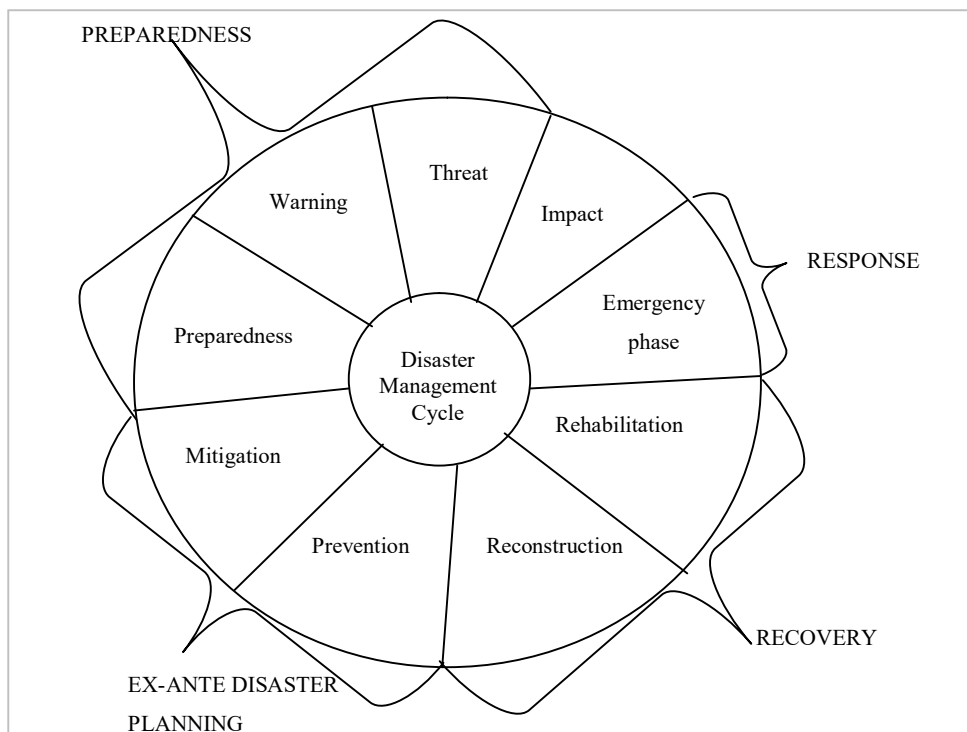 PREPAREDNESS
Threat
Warning
Impact
RESPONSE
Emergency
phase
Preparedness
Disaster
Management
Cycle
Rehabilitation
Mitigation
Prevention
Reconstruction
RECOVERY
EX-ANTE DISASTER
PLANNING